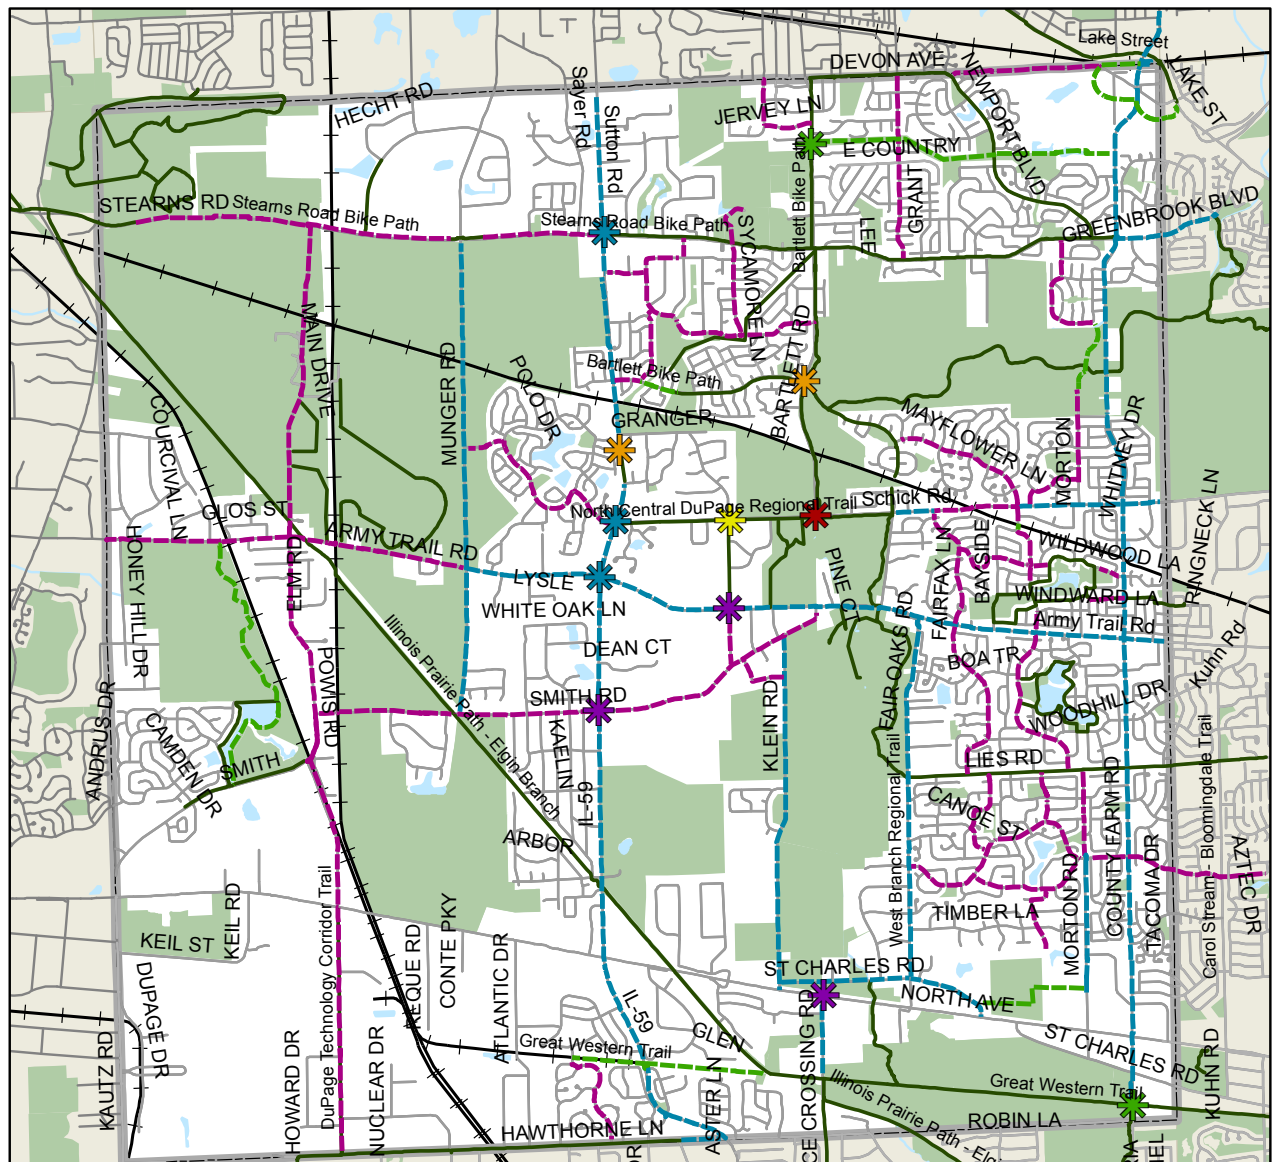 Lake Street
DEVON AVE
LAKE ST
NEWPORT BLVD
HECHT RD
Sayer Rd
Sutton Rd
JERVEY LN
E COUNTRY
Bartlett Bike Path
GRANT
LEE
STEARNS RD
Stearns Road Bike Path
Stearns Road Bike Path
SYCAMORE LN
GREENBROOK BLVD
MAIN DRIVE
MUNGER RD
POLO DR
Bartlett Bike Path
BARTLETT RD
GRANGER
COURCIVAL LN
MAYFLOWER LN
MORTON
WHITNEY DR
GLOS ST
North Central DuPage Regional Trail
Schick Rd
RINGNECK LN
ARMY TRAIL RD
HONEY HILL DR
ELM RD
LYSLE
WHITE OAK LN
PINE CT
FAIRFAX LN
BAYSIDE
WILDWOOD LA
WINDWARD LA
Army Trail Rd
Kuhn Rd
DEAN CT
Illinois Prairie Path - Elgin Branch
FAIR OAKS RD
BOA TR
WOODHILL DR
ANDRUS DR
POWIS RD
SMITH RD
KLEIN RD
CAMDEN DR
SMITH
KAELIN
IL-59
LIES RD
West Branch Regional Trail
Carol Stream - Bloomingdale Trail
CANOE ST
COUNTY FARM RD
ARBOR
TACOMA DR
AZTEC DR
KEIL RD
KEIL ST
DuPage Technology Corridor Trail
TIMBER LA
MORTON RD
KEQUE RD
CONTE PKY
ATLANTIC DR
ST CHARLES RD
NORTH AVE
DUPAGE DR
IL-59
GLEN
Great Western Trail
ST CHARLES RD
KAUTZ RD
HOWARD DR
NUCLEAR DR
ASTER LN
CE CROSSING RD
Illinois Prairie Path - Elgi
Great Western Trail
KUHN RD
HAWTHORNE LN
ROBIN LA
DR
IA
IEL